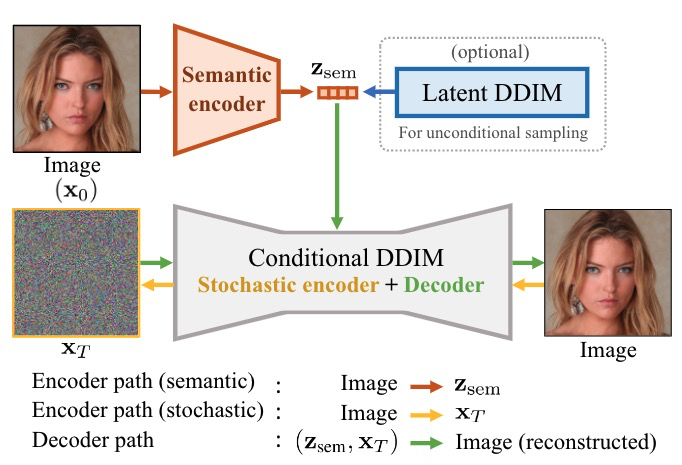 (optional)
Semantic
encoder
z_sem
Latent DDIM
For unconditional sampling
Image
(x_0)
Conditional DDIM
Stochastic encoder + Decoder
x_T
Image
Encoder path (semantic) : Image → z_sem
Encoder path (stochastic) : Image → x_T
Decoder path : (z_sem, x_T) → Image (reconstructed)